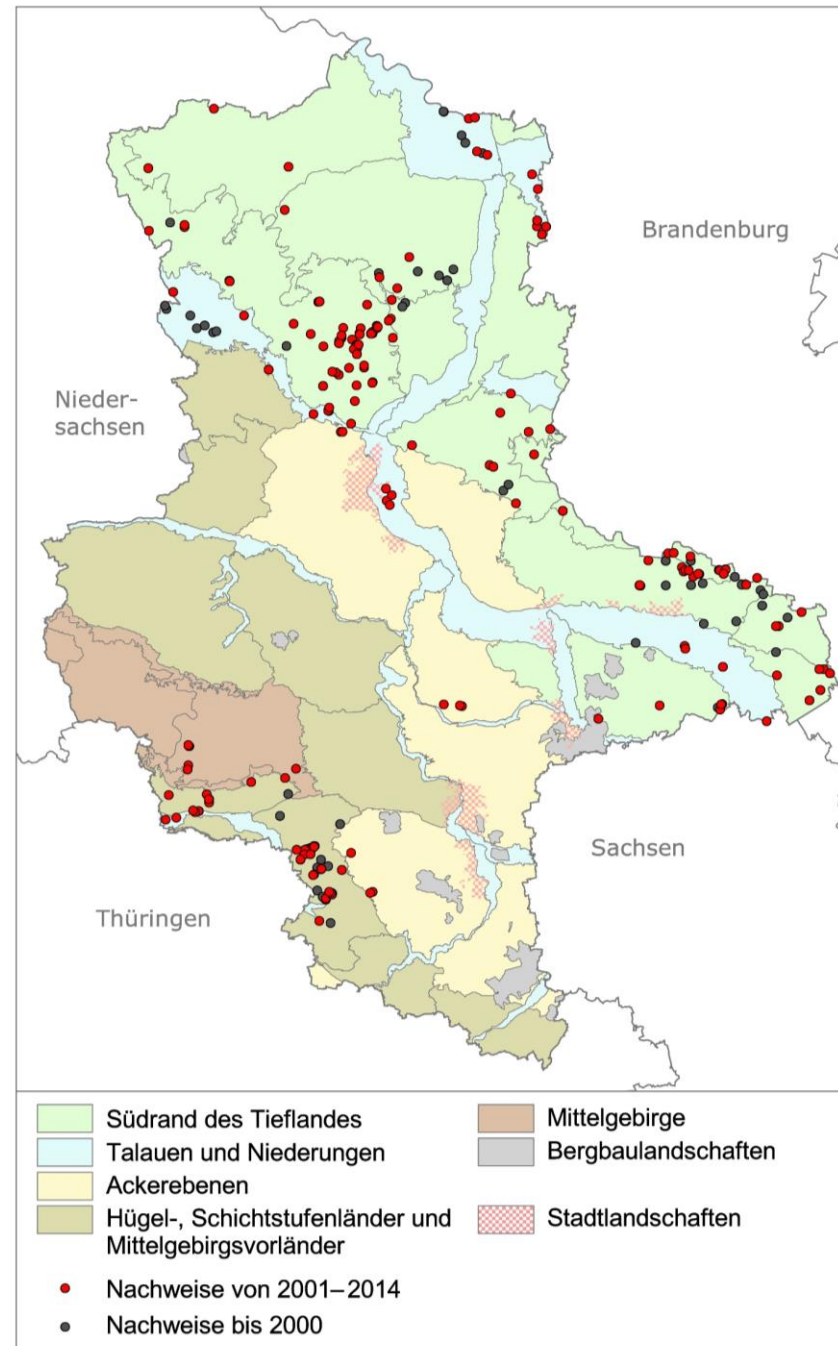 Brandenburg
Nieder-
sachsen
Sachsen
Thüringen
Südrand des Tieflandes
Talauen und Niederungen
Ackerebenen
Hügel-, Schichtstufenländer und
Mittelgebirgsvorländer
Mittelgebirge
Bergbaulandschaften
Stadtlandschaften
Nachweise von 2001–2014
Nachweise bis 2000